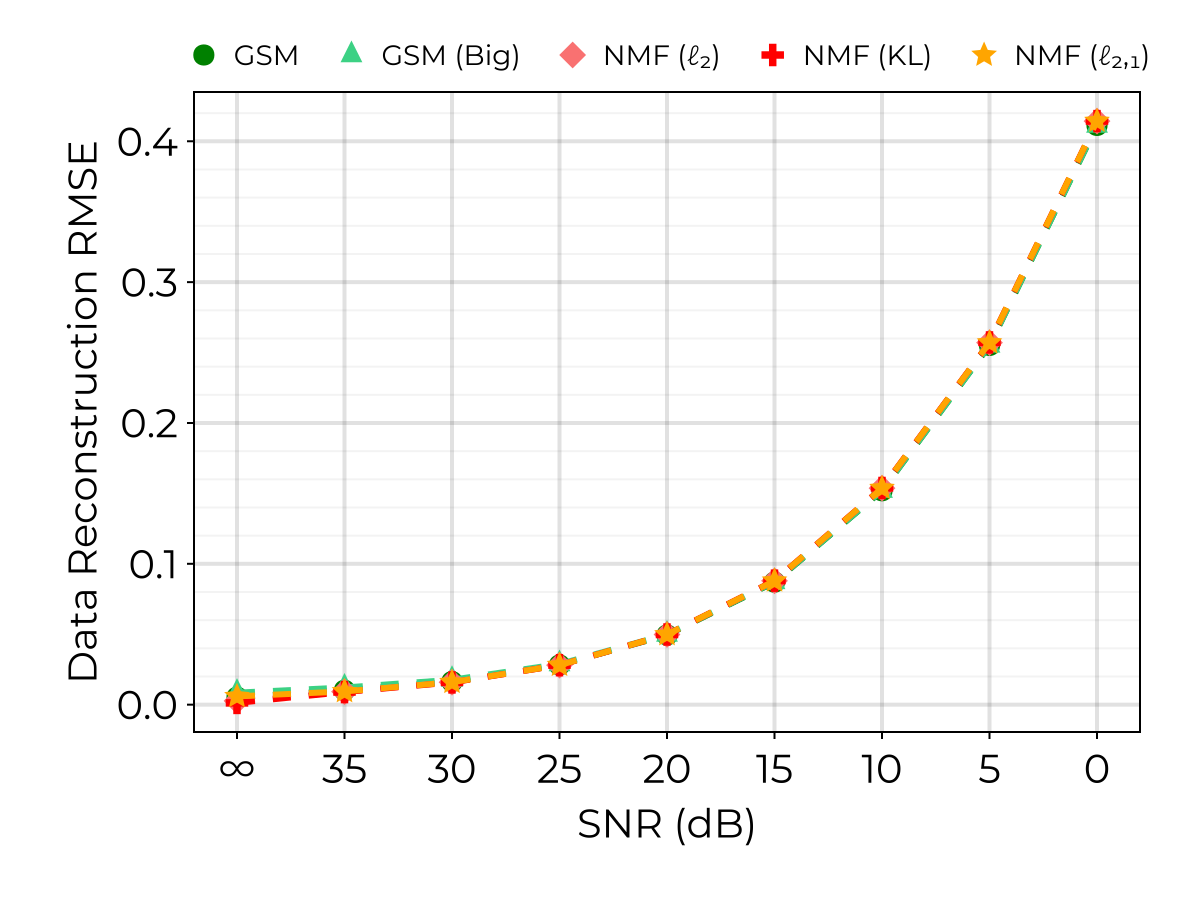 GSM GSM (Big) NMF (ℓ₂) NMF (KL) NMF (ℓ₂,₁)
Data Reconstruction RMSE
0.4
0.3
0.2
0.1
0.0
∞ 35 30 25 20 15 10 5 0
SNR (dB)